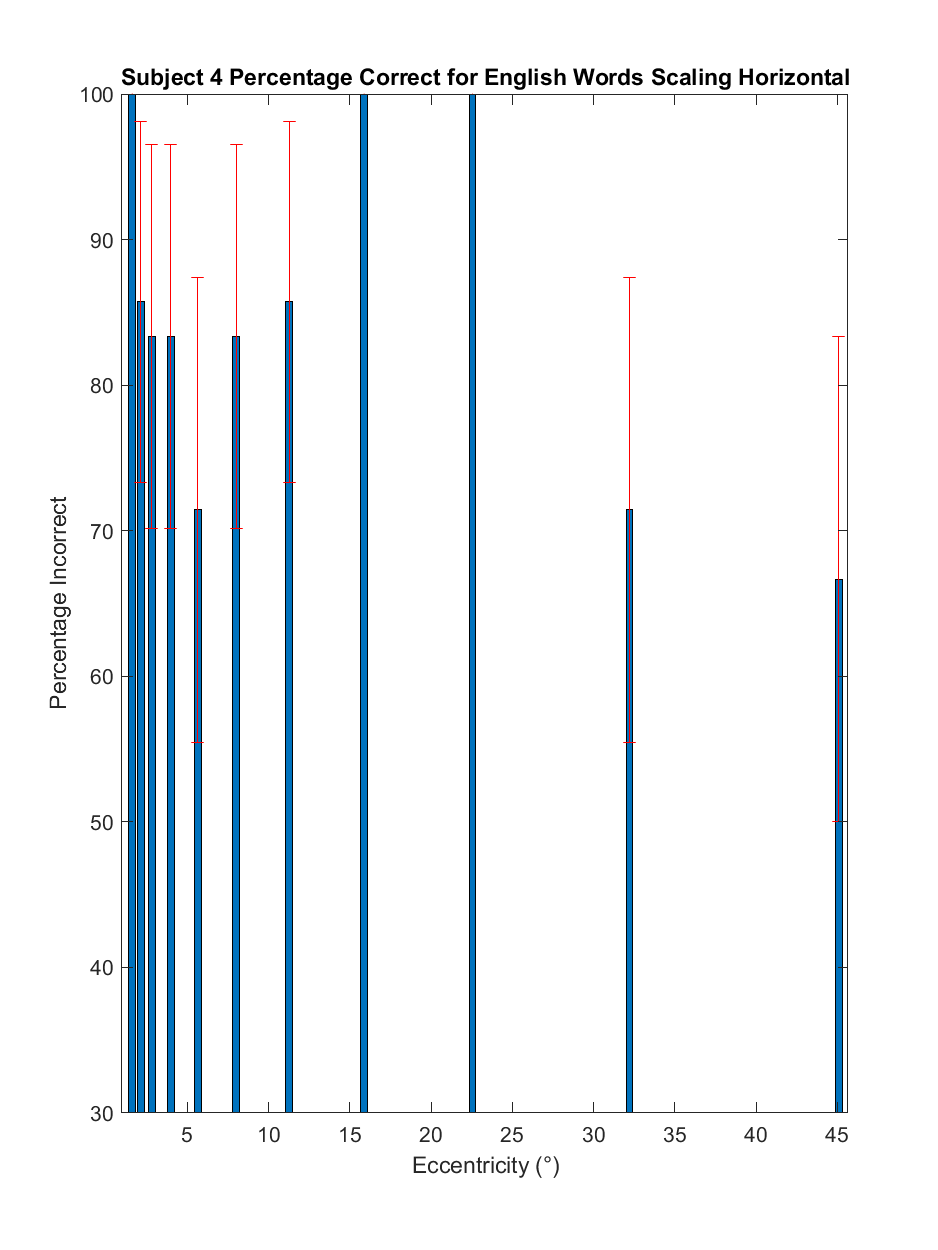 Subject 4 Percentage Correct for English Words Scaling Horizontal
100
90
80
70
60
50
40
30
Percentage Incorrect
5 10 15 20 25 30 35 40 45
Eccentricity (°)